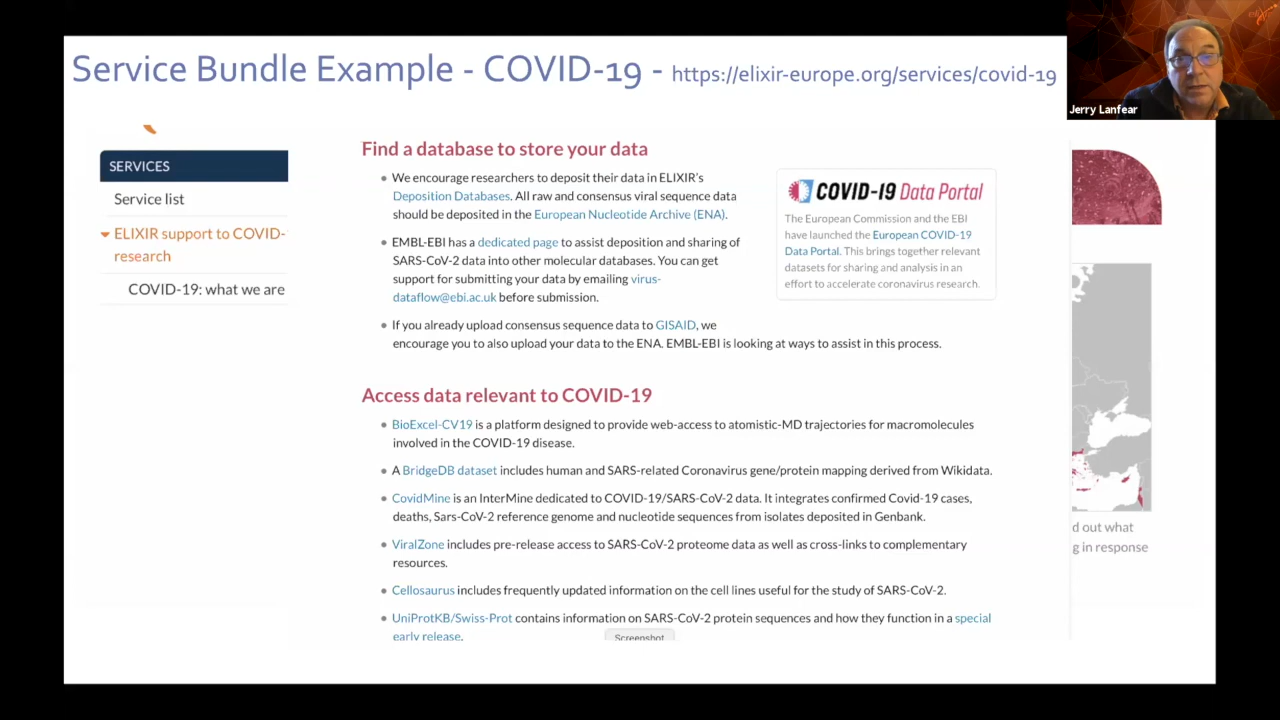 Service Bundle Example - COVID-19 - https://elixir-europe.org/services/covid-19
Jerry Lanfear
SERVICES
Service list
ELIXIR support to COVID-
research
COVID-19: what we are
Find a database to store your data
We encourage researchers to deposit their data in ELIXIR's
Deposition Databases. All raw and consensus viral sequence data
should be deposited in the European Nucleotide Archive (ENA).
EMBL-EBI has a dedicated page to assist deposition and sharing of
SARS-CoV-2 data into other molecular databases. You can get
support for submitting your data by emailing virus-
dataflow@ebi.ac.uk before submission.
If you already upload consensus sequence data to GISAID, we
encourage you to also upload your data to the ENA. EMBL-EBI is looking at ways to assist in this process.
COVID-19 Data Portal
The European Commission and the EBI
have launched the European COVID-19
Data Portal. This brings together relevant
datasets for sharing and analysis in an
effort to accelerate coronavirus research.
Access data relevant to COVID-19
BioExcel-CV19 is a platform designed to provide web-access to atomistic-MD trajectories for macromolecules
involved in the COVID-19 disease.
A BridgeDB dataset includes human and SARS-related Coronavirus gene/protein mapping derived from Wikidata.
CovidMine is an InterMine dedicated to COVID-19/SARS-CoV-2 data. It integrates confirmed Covid-19 cases,
deaths, Sars-CoV-2 reference genome and nucleotide sequences from isolates deposited in Genbank.
ViralZone includes pre-release access to SARS-CoV-2 proteome data as well as cross-links to complementary
resources.
Cellosaurus includes frequently updated information on the cell lines useful for the study of SARS-CoV-2.
UniProtKB/Swiss-Prot contains information on SARS-CoV-2 protein sequences and how they function in a special
early release.
Screenshot
d out what
g in response